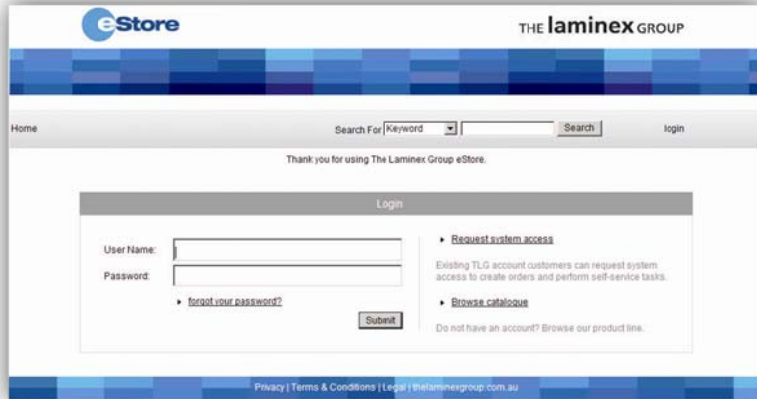 eStore
THE laminex GROUP
Home
Search For Keyword Search
login
Thank you for using The Laminex Group eStore.
Login
User Name:
Password:
forgot your password?
Submit
Request system access
Existing TLG account customers can request system
access to create orders and perform self-service tasks.
Browse catalogue
Do not have an account? Browse our product line.
Privacy | Terms & Conditions | Legal | thelaminexgroup.com.au